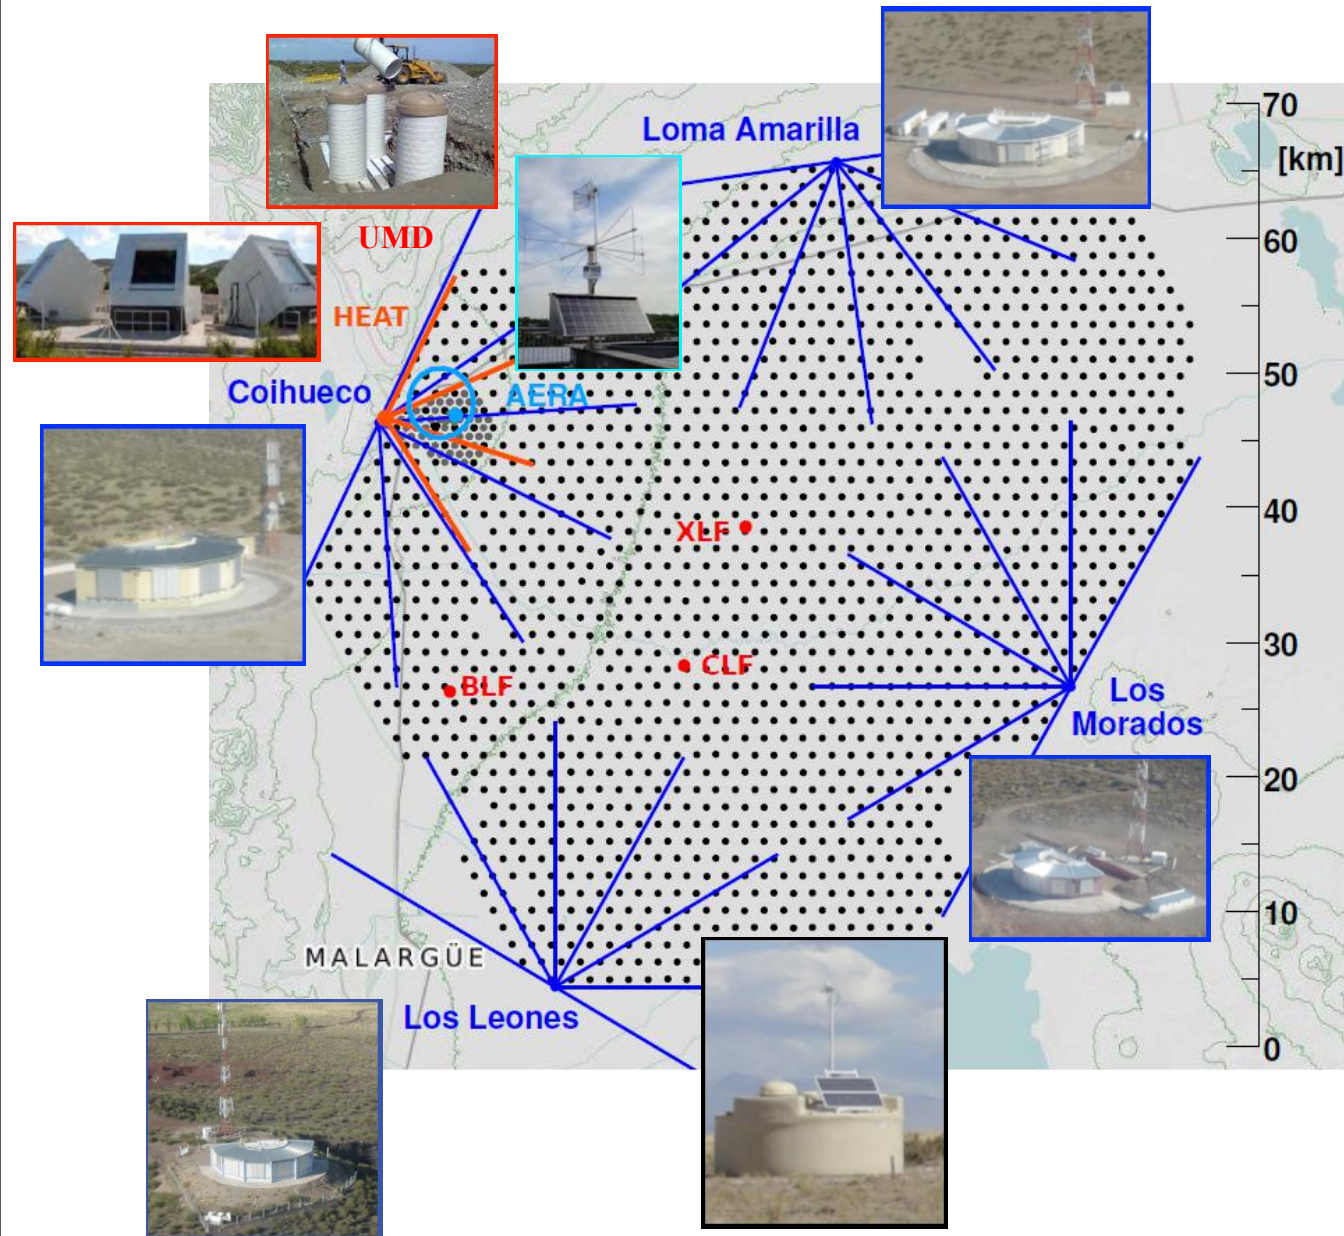 Loma Amarilla
70
[km]
UMD
60
HEAT
50
Coihueco
AERA
40
XLF
30
CLF
BLF
Los
Morados
20
10
MALARGÜE
Los Leones
0